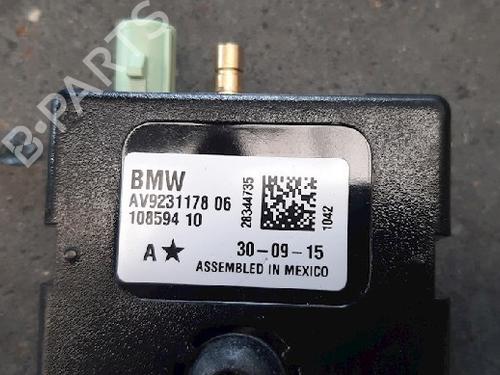 B-PARTS
BMW
AV9231178 06
108594 10
A★
30-09-15
ASSEMBLED IN MEXICO
28344735
1042